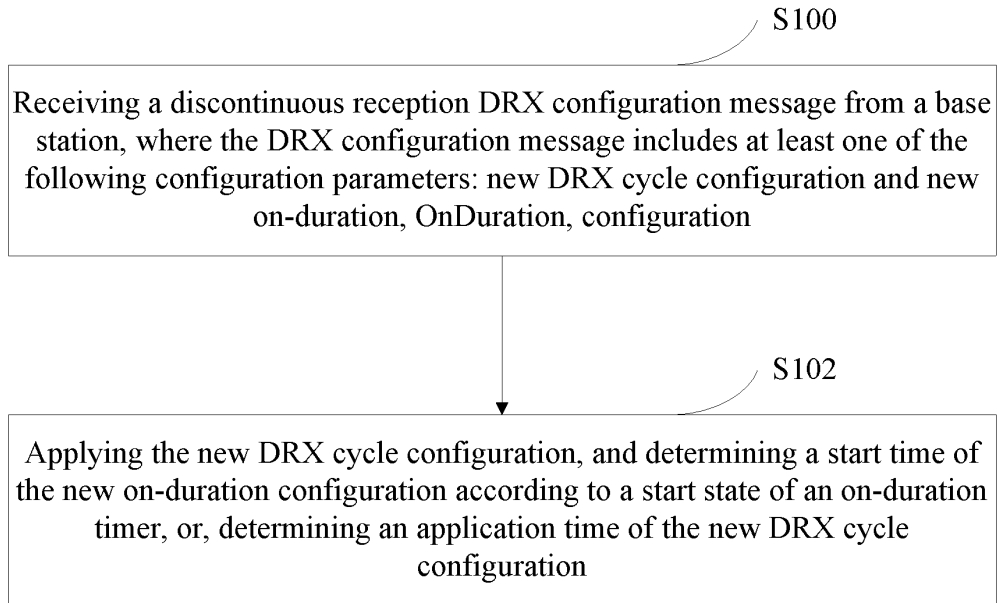 S100
Receiving a discontinuous reception DRX configuration message from a base
station, where the DRX configuration message includes at least one of the
following configuration parameters: new DRX cycle configuration and new
on-duration, OnDuration, configuration
S102
Applying the new DRX cycle configuration, and determining a start time of
the new on-duration configuration according to a start state of an on-duration
timer, or, determining an application time of the new DRX cycle
configuration